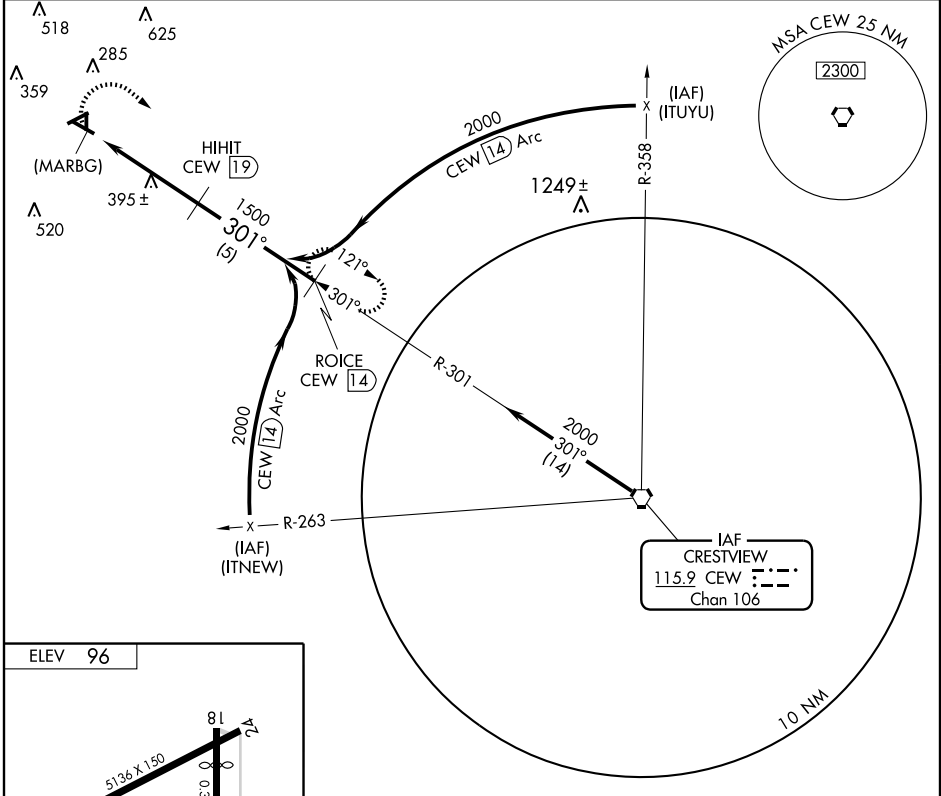 518
625
285
359
(MARBG)
HIHIT
CEW 19
395 ±
520
1500
301°
(5)
2000
CEW 14 Arc
(IAF)
(ITUYU)
R-358
1249 ±
MSA CEW 25 NM
2300
121°
301°
ROICE
CEW 14
R-301
2000
301°
(14)
2000
CEW 14 Arc
R-263
(IAF)
(ITNEW)
IAF
CRESTVIEW
115.9 CEW
Chan 106
10 NM
ELEV 96
18
24
5136 X 150
0.3